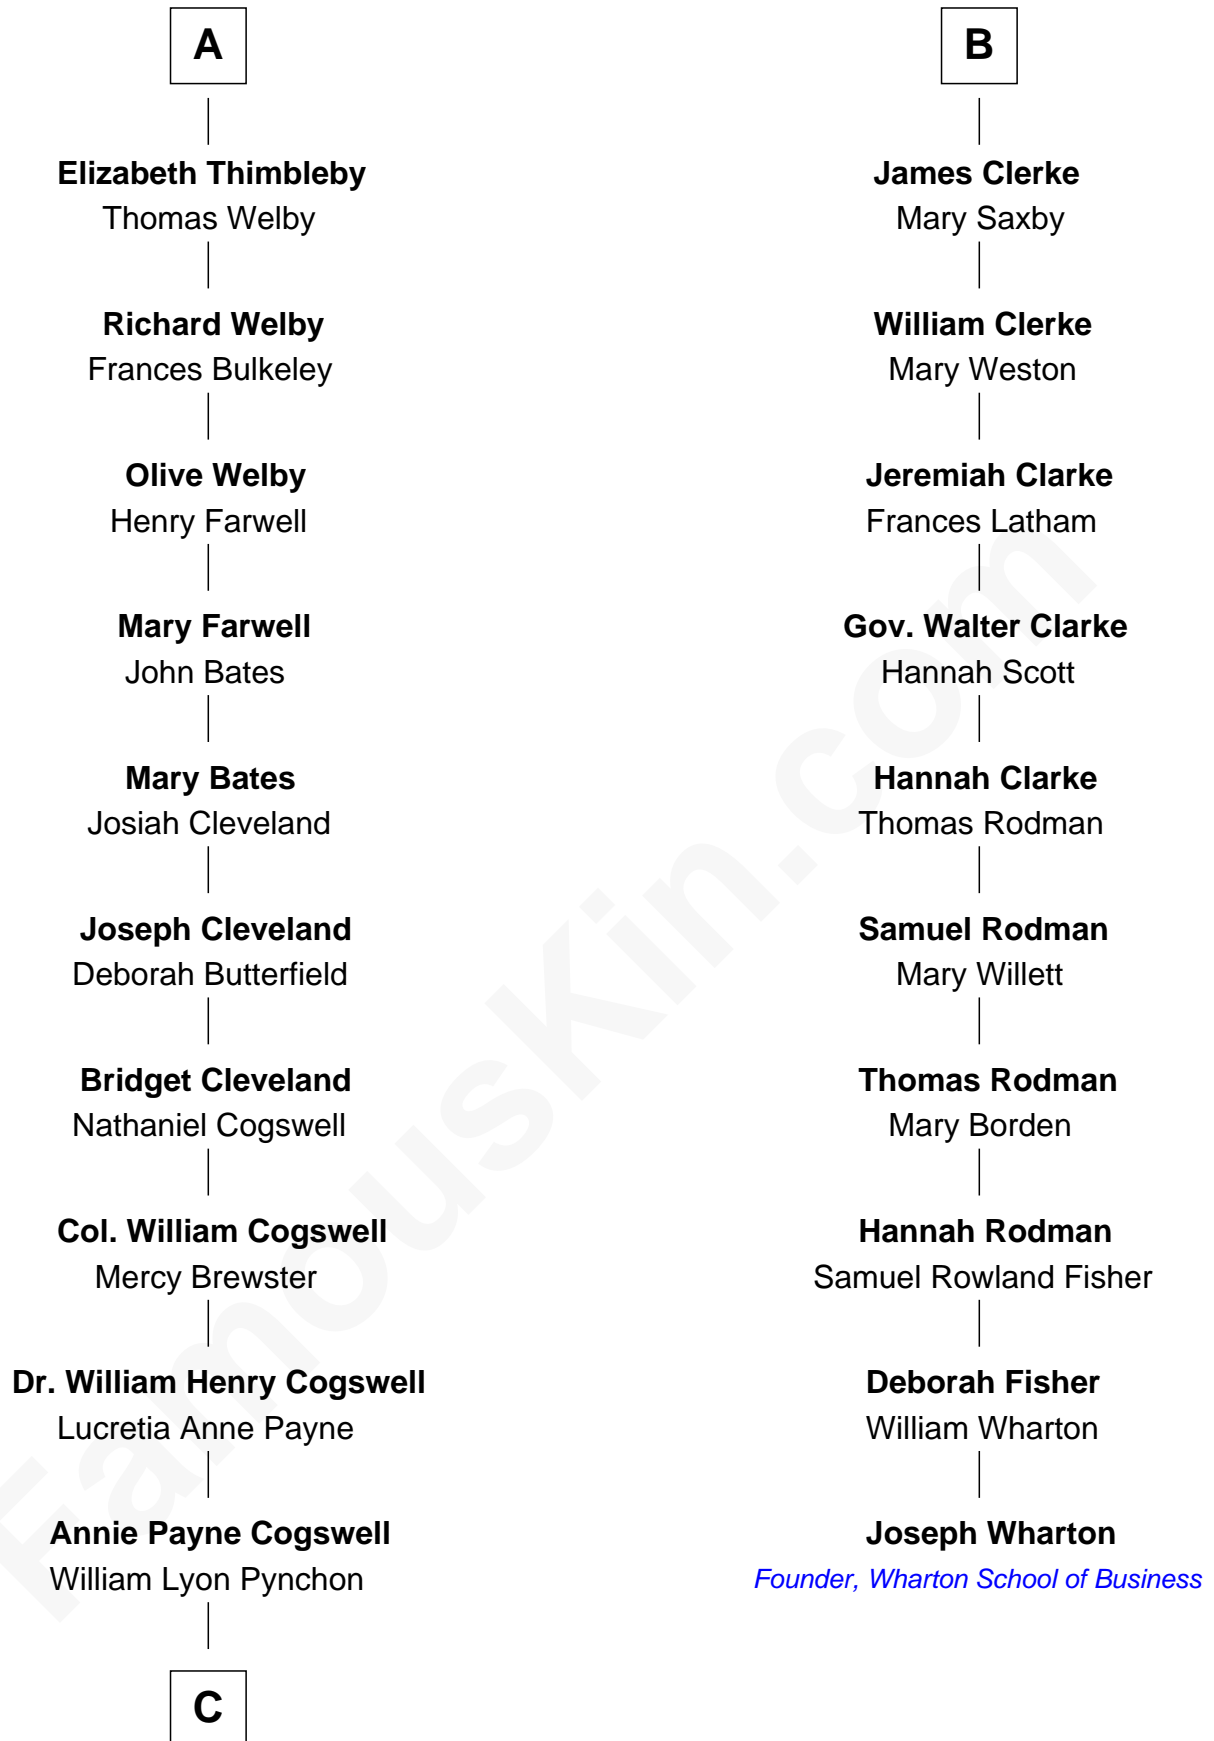 A
Elizabeth Thimbleby
Thomas Welby
Richard Welby
Frances Bulkeley
Olive Welby
Henry Farwell
Mary Farwell
John Bates
Mary Bates
Josiah Cleveland
Joseph Cleveland
Deborah Butterfield
Bridget Cleveland
Nathaniel Cogswell
Col. William Cogswell
Mercy Brewster
Dr. William Henry Cogswell
Lucretia Anne Payne
Annie Payne Cogswell
William Lyon Pynchon
C
B
James Clerke
Mary Saxby
William Clerke
Mary Weston
Jeremiah Clarke
Frances Latham
Gov. Walter Clarke
Hannah Scott
Hannah Clarke
Thomas Rodman
Samuel Rodman
Mary Willett
Thomas Rodman
Mary Borden
Hannah Rodman
Samuel Rowland Fisher
Deborah Fisher
William Wharton
Joseph Wharton
Founder, Wharton School of Business
FamousKin.com